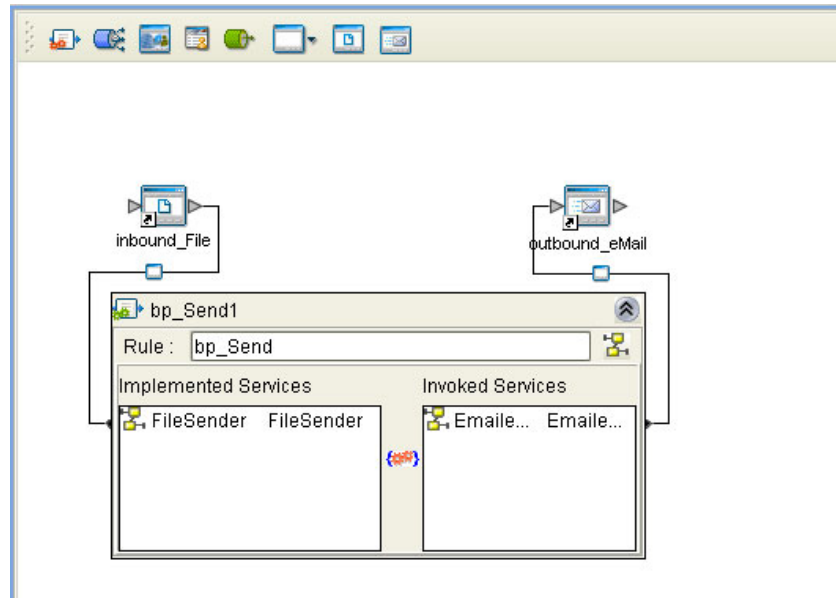 inbound_File
outbound_eMail
bp_Send1
Rule : bp_Send
Implemented Services
Invoked Services
FileSender FileSender
Emaile... Emaile...